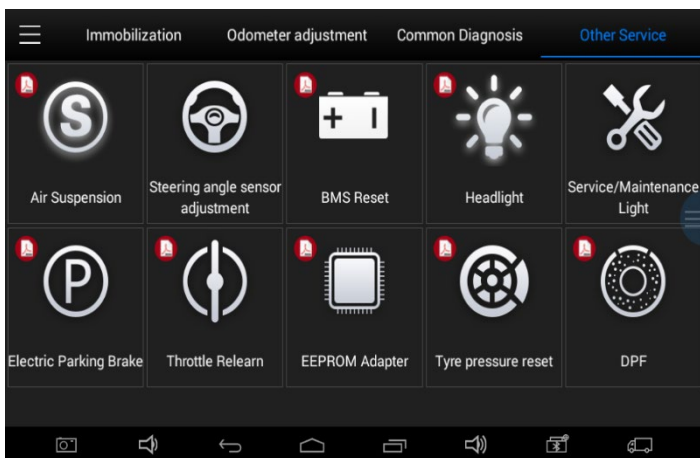 Immobilization Odometer adjustment Common Diagnosis Other Service
Air Suspension
Steering angle sensor
adjustment
BMS Reset
Headlight
Service/Maintenance
Light
Electric Parking Brake
Throttle Relearn
EEPROM Adapter
Tyre pressure reset
DPF